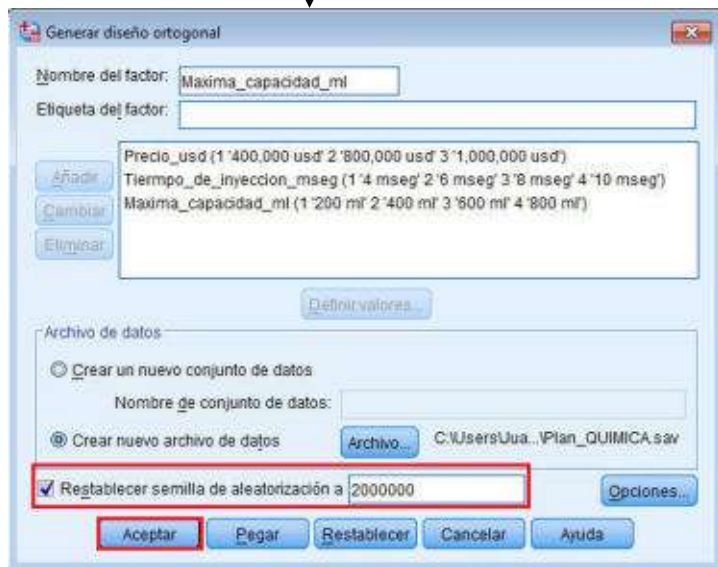 Generar diseño ortogonal
Nombre del factor: Maxima_capacidad_ml
Etiqueta del factor:
Precio_usd (1 '400,000 usd' 2 '800,000 usd' 3 '1,000,000 usd')
Añadir
Tiermpo_de_inyeccion_mseg (1 '4 mseg' 2 '6 mseg' 3 '8 mseg' 4 '10 mseg')
Cambiar
Maxima_capacidad_ml (1 '200 ml' 2 '400 ml' 3 '600 ml' 4 '800 ml')
Eliminar
Definir valores...
Archivo de datos
Crear un nuevo conjunto de datos
Nombre de conjunto de datos:
Crear nuevo archivo de datos Archivo... C:\Users\Jua...\Plan_QUIMICA.sav
Restablecer semilla de aleatorización a 2000000 Opciones...
Aceptar Pegar Restablecer Cancelar Ayuda